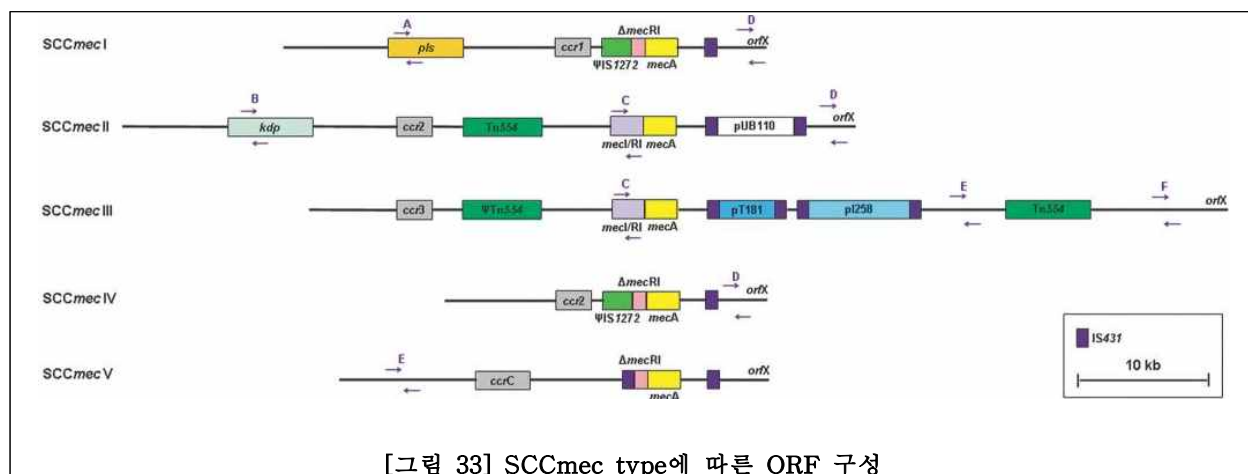 A
D
ΔmecRI
SCCmec I
pls
ccr1
orfX
ΨIS1272
mecA
B
C
D
SCCmec II
kdp
ccr2
Tn554
pUB110
orfX
mecI/RI
mecA
C
E
F
SCCmec III
ccr3
ΨTn554
pT181
pI258
Tn554
orfX
mecI/RI
mecA
ΔmecRI
D
SCCmec IV
ccr2
orfX
ΨIS1272
mecA
IS431
E
ΔmecRI
SCCmec V
ccrC
orfX
10 kb
mecA
[그림 33] SCCmec type에 따른 ORF 구성